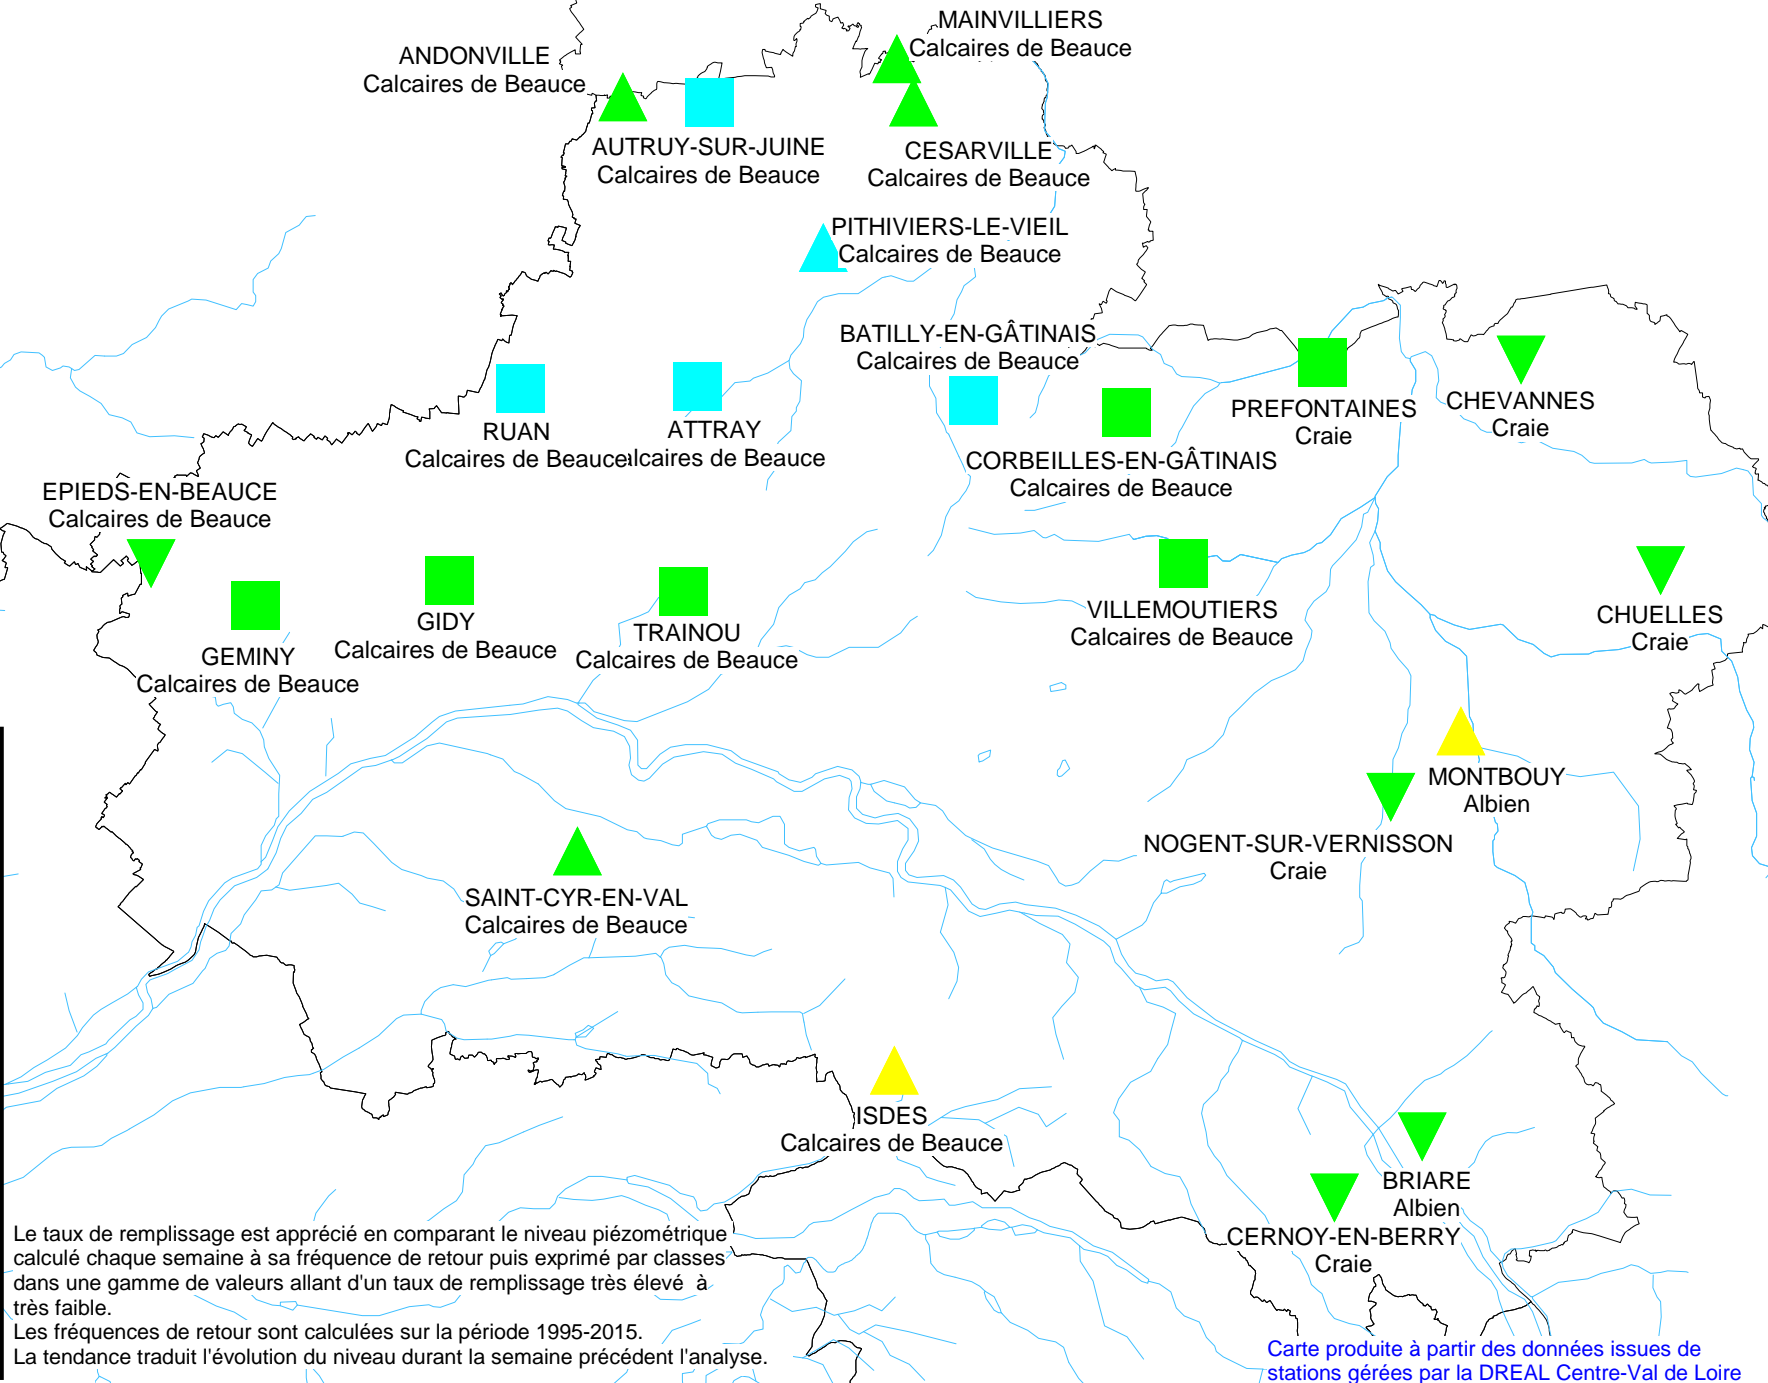 MAINVILLIERS
Calcaires de Beauce
ANDONVILLE
Calcaires de Beauce
AUTRUY-SUR-JUINE
Calcaires de Beauce
CESARVILLE
Calcaires de Beauce
PITHIVIERS-LE-VIEIL
Calcaires de Beauce
BATILLY-EN-GÂTINAIS
Calcaires de Beauce
PREFONTAINES
Craie
CHEVANNES
Craie
RUAN
Calcaires de Beauce
ATTRAY
alcaires de Beauce
CORBEILLES-EN-GÂTINAIS
Calcaires de Beauce
EPIEDS-EN-BEAUCE
Calcaires de Beauce
GEMINY
Calcaires de Beauce
GIDY
Calcaires de Beauce
TRAINOU
Calcaires de Beauce
VILLEMOUTIERS
Calcaires de Beauce
CHUELLES
Craie
MONTBOUY
Albien
NOGENT-SUR-VERNISSON
Craie
SAINT-CYR-EN-VAL
Calcaires de Beauce
ISDES
Calcaires de Beauce
BRIARE
Albien
CERNOY-EN-BERRY
Craie
Le taux de remplissage est apprécié en comparant le niveau piézométrique
calculé chaque semaine à sa fréquence de retour puis exprimé par classes
dans une gamme de valeurs allant d'un taux de remplissage très élevé à
très faible.
Les fréquences de retour sont calculées sur la période 1995-2015.
La tendance traduit l'évolution du niveau durant la semaine précédent l'analyse.
Carte produite à partir des données issues de
stations gérées par la DREAL Centre-Val de Loire